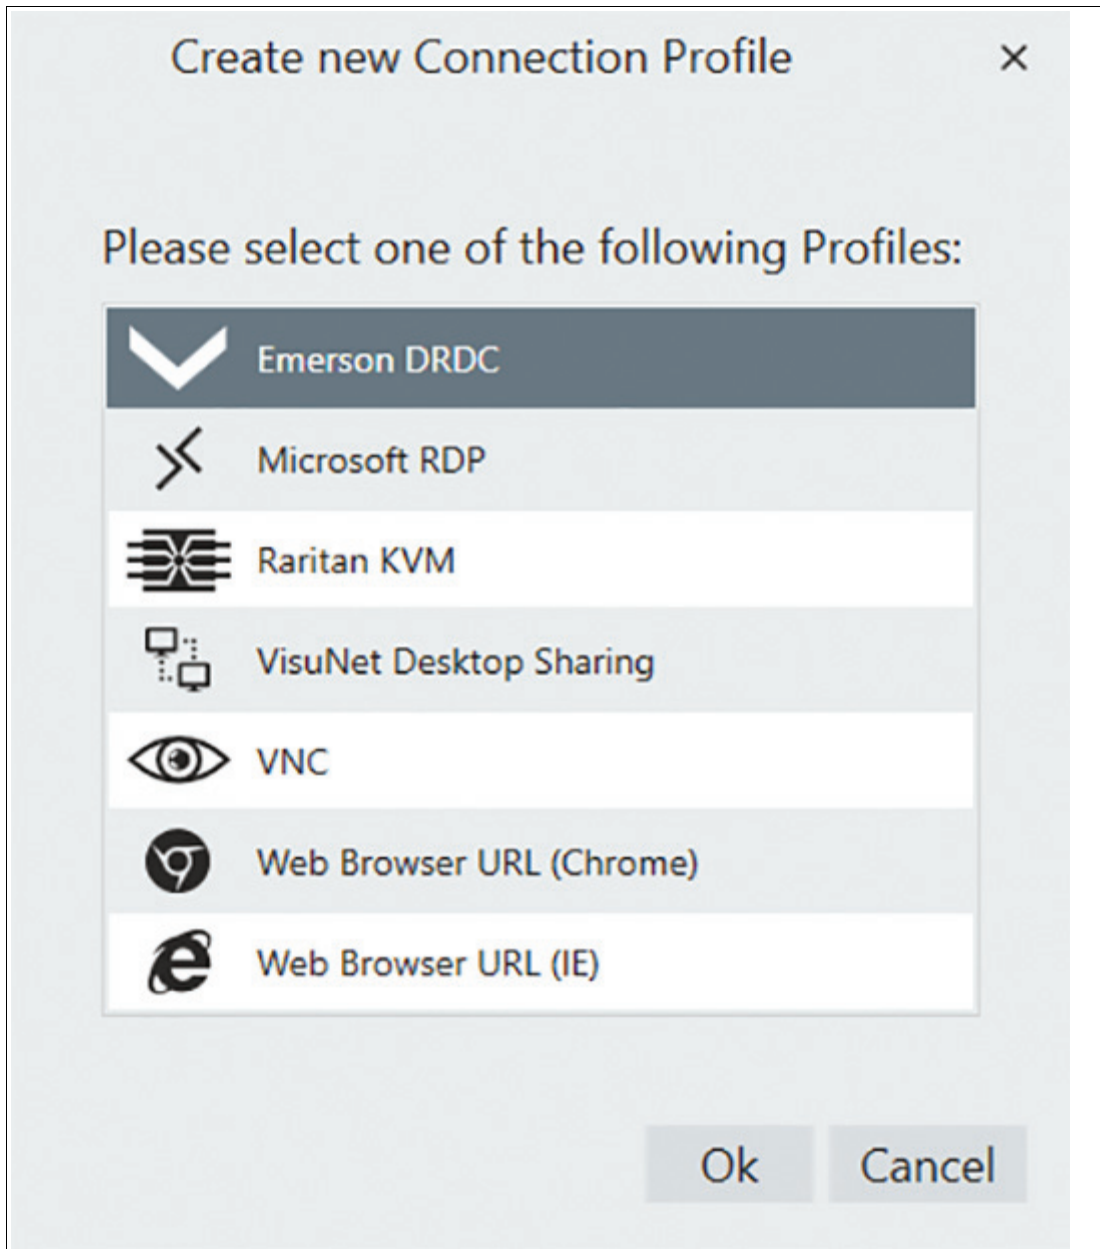 Create new Connection Profile
Please select one of the following Profiles:
Emerson DRDC
Microsoft RDP
Raritan KVM
VisuNet Desktop Sharing
VNC
Web Browser URL (Chrome)
Web Browser URL (IE)
Ok Cancel